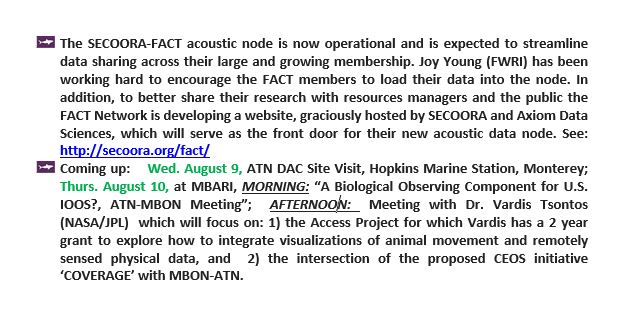 The SECOORA-FACT acoustic node is now operational and is expected to streamline
data sharing across their large and growing membership. Joy Young (FWRI) has been
working hard to encourage the FACT members to load their data into the node. In
addition, to better share their research with resources managers and the public the
FACT Network is developing a website, graciously hosted by SECOORA and Axiom Data
Sciences, which will serve as the front door for their new acoustic data node. See:
http://secoora.org/fact/
Coming up: Wed. August 9, ATN DAC Site Visit, Hopkins Marine Station, Monterey;
Thurs. August 10, at MBARI, MORNING: “A Biological Observing Component for U.S.
IOOS?, ATN-MBON Meeting”; AFTERNOON: Meeting with Dr. Vardis Tsontos
(NASA/JPL) which will focus on: 1) the Access Project for which Vardis has a 2 year
grant to explore how to integrate visualizations of animal movement and remotely
sensed physical data, and 2) the intersection of the proposed CEOS initiative
‘COVERAGE’ with MBON-ATN.